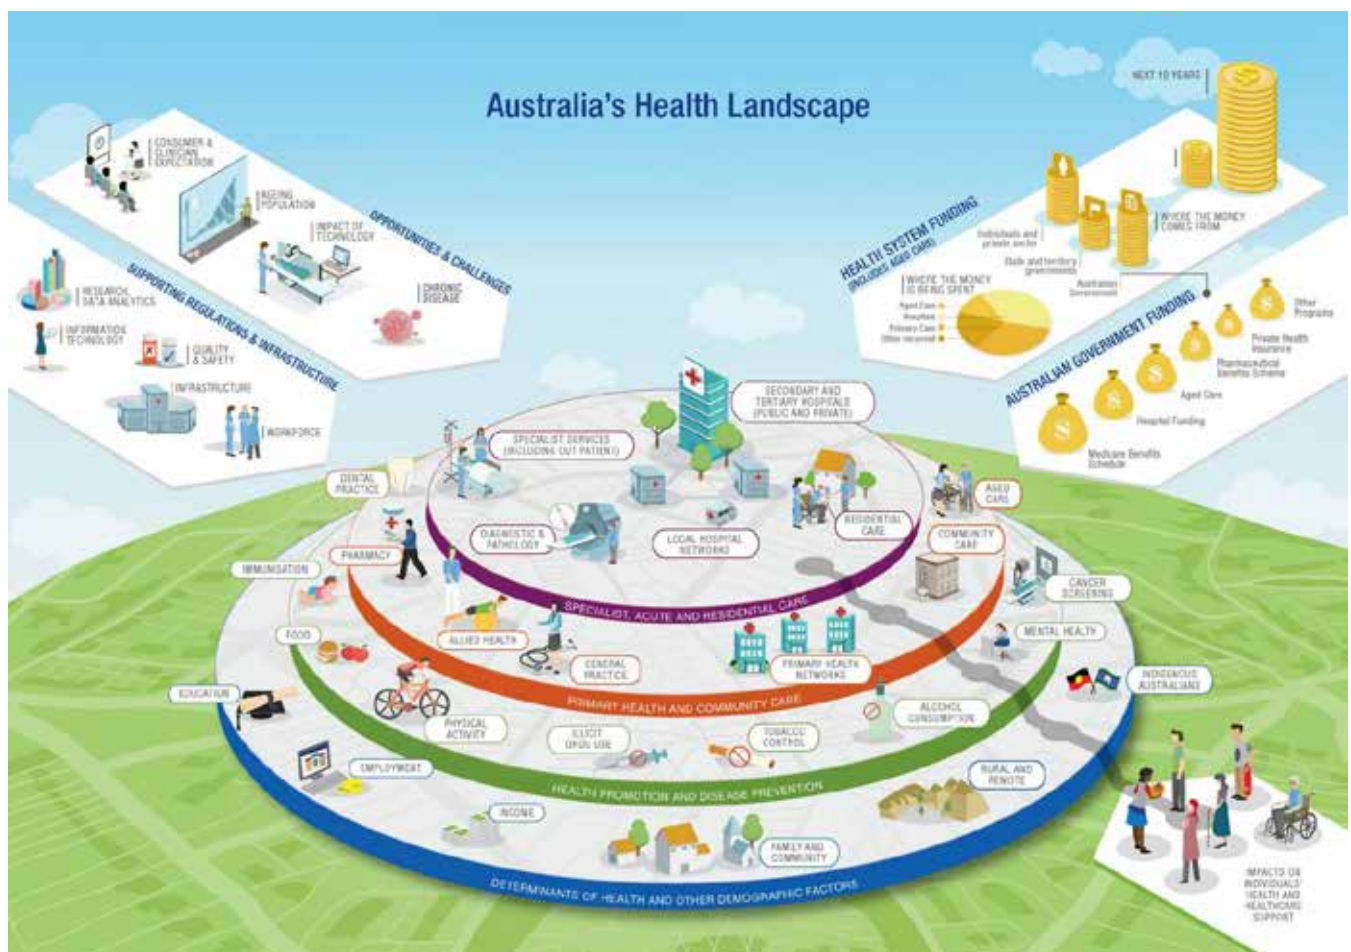 Australia's Health Landscape
CONSUMER &
CLINICIAN
EXPECTATION
AGEING
POPULATION
IMPACT OF
TECHNOLOGY
CHRONIC
DISEASE
OPPORTUNITIES & CHALLENGES
RESEARCH,
DATA ANALYTICS
INFORMATION
TECHNOLOGY
QUALITY
& SAFETY
INFRASTRUCTURE
WORKFORCE
SUPPORTING REGULATIONS & INFRASTRUCTURE
HEALTH SYSTEM FUNDING
(INCLUDES AGED CARE)
NEXT 10 YEARS
WHERE THE MONEY
COMES FROM
Individuals and
private sector
State and territory
governments
Australian
Government
WHERE THE MONEY
IS BEING SPENT
Aged Care
Hospitals
Primary Care
Other recurrent
AUSTRALIAN GOVERNMENT FUNDING
Other
Programs
Private Health
Insurance
Pharmaceutical
Benefits Scheme
Aged Care
Hospital Funding
Medicare Benefits
Schedule
SECONDARY AND
TERTIARY HOSPITALS
(PUBLIC AND PRIVATE)
SPECIALIST SERVICES
(INCLUDING OUT PATIENT)
DIAGNOSTIC &
PATHOLOGY
LOCAL HOSPITAL
NETWORKS
RESIDENTIAL
CARE
SPECIALIST, ACUTE AND RESIDENTIAL CARE
DENTAL
PRACTICE
PHARMACY
ALLIED HEALTH
GENERAL
PRACTICE
PRIMARY HEALTH
NETWORKS
COMMUNITY
CARE
AGED
CARE
PRIMARY HEALTH AND COMMUNITY CARE
IMMUNISATION
FOOD
PHYSICAL
ACTIVITY
ILLICIT
DRUG USE
TOBACCO
CONTROL
ALCOHOL
CONSUMPTION
MENTAL HEALTH
CANCER
SCREENING
HEALTH PROMOTION AND DISEASE PREVENTION
EDUCATION
EMPLOYMENT
INCOME
FAMILY AND
COMMUNITY
RURAL AND
REMOTE
INDIGENOUS
AUSTRALIANS
DETERMINANTS OF HEALTH AND OTHER DEMOGRAPHIC FACTORS
IMPACTS ON
INDIVIDUALS'
HEALTH AND
HEALTHCARE
SUPPORT